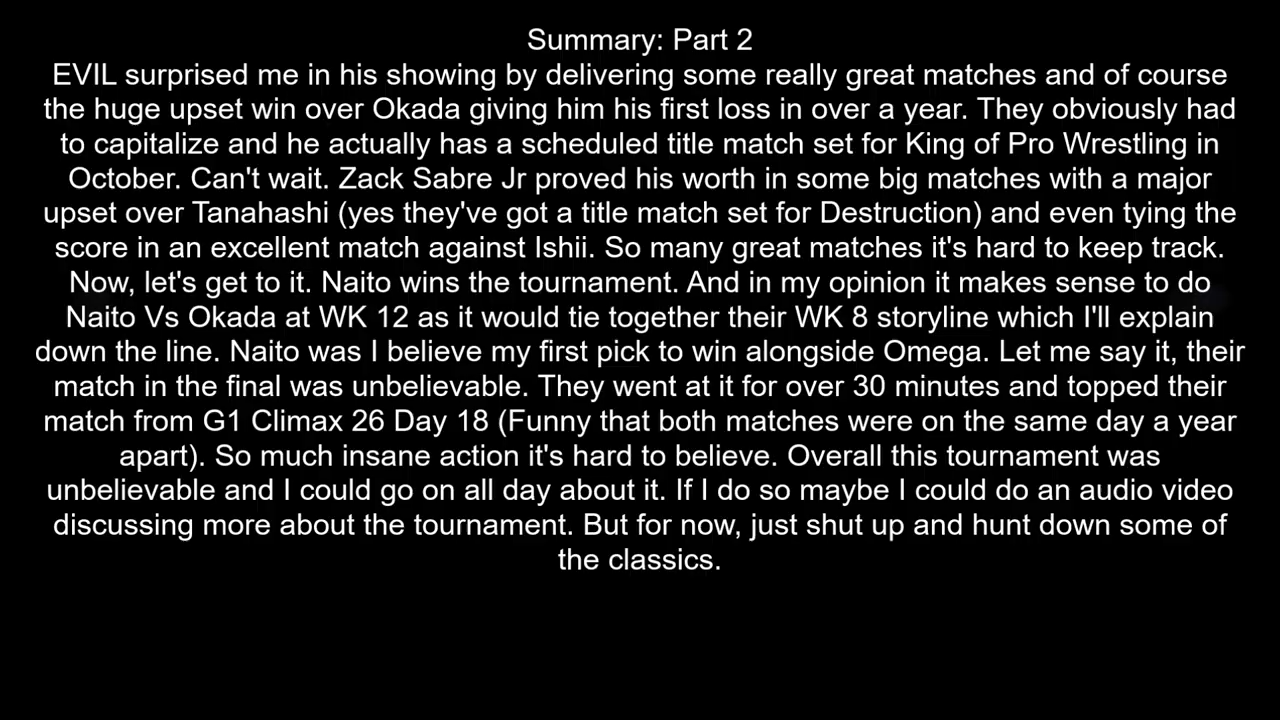 Summary: Part 2
EVIL surprised me in his showing by delivering some really great matches and of course
the huge upset win over Okada giving him his first loss in over a year. They obviously had
to capitalize and he actually has a scheduled title match set for King of Pro Wrestling in
October. Can't wait. Zack Sabre Jr proved his worth in some big matches with a major
upset over Tanahashi (yes they've got a title match set for Destruction) and even tying the
score in an excellent match against Ishii. So many great matches it's hard to keep track.
Now, let's get to it. Naito wins the tournament. And in my opinion it makes sense to do
Naito Vs Okada at WK 12 as it would tie together their WK 8 storyline which I'll explain
down the line. Naito was I believe my first pick to win alongside Omega. Let me say it, their
match in the final was unbelievable. They went at it for over 30 minutes and topped their
match from G1 Climax 26 Day 18 (Funny that both matches were on the same day a year
apart). So much insane action it's hard to believe. Overall this tournament was
unbelievable and I could go on all day about it. If I do so maybe I could do an audio video
discussing more about the tournament. But for now, just shut up and hunt down some of
the classics.